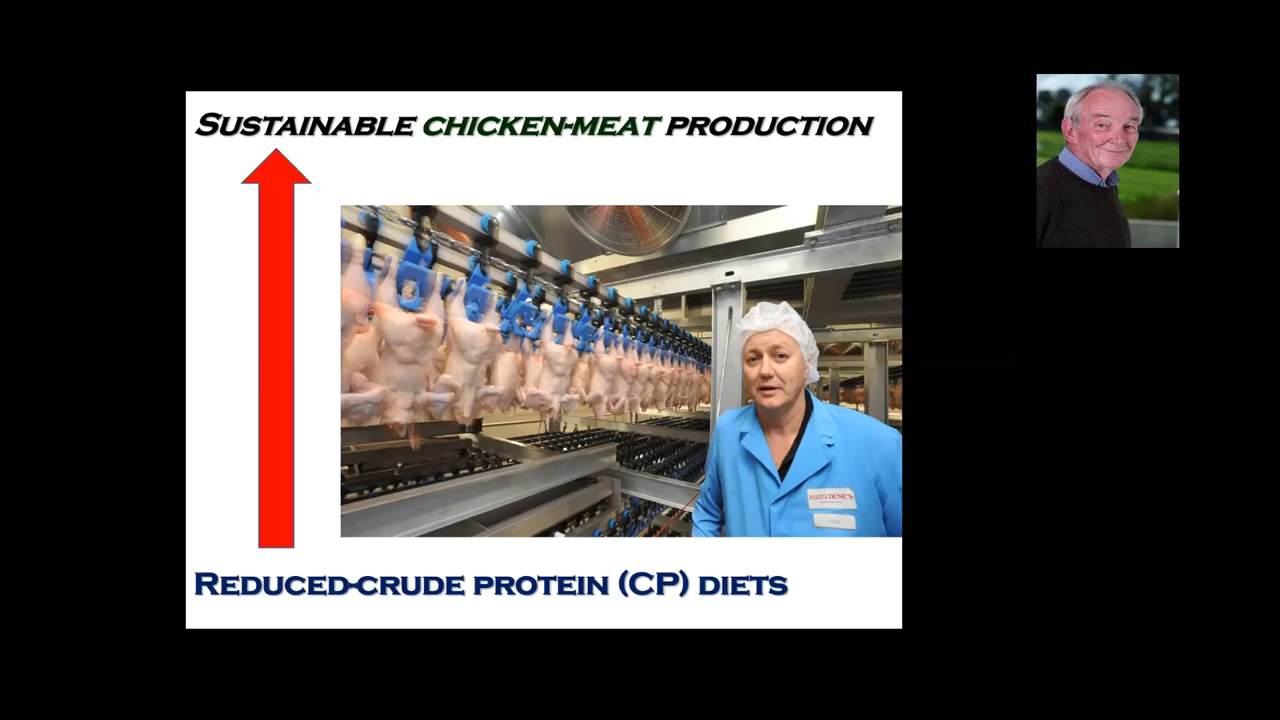 SUSTAINABLE CHICKEN-MEAT PRODUCTION
HAZELDENE'S
REDUCED-CRUDE PROTEIN (CP) DIETS